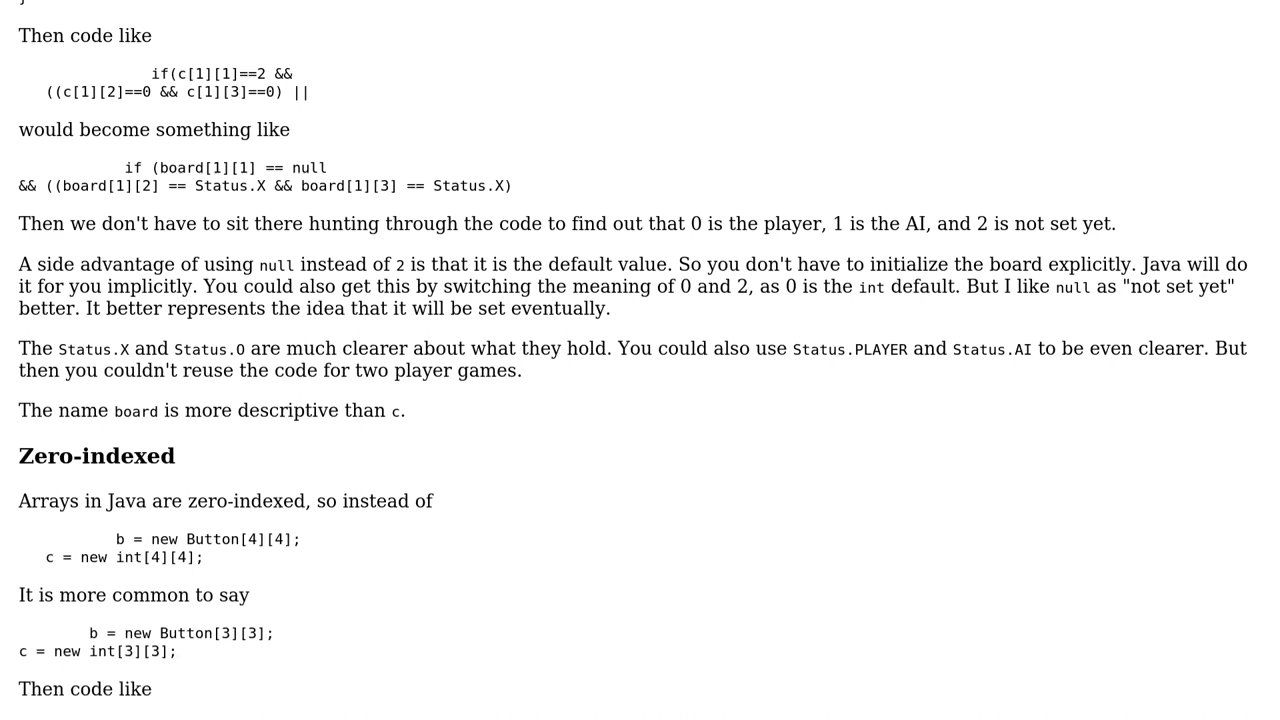 }
Then code like
if(c[1][1]==2 &&
((c[1][2]==0 && c[1][3]==0) ||
would become something like
if (board[1][1] == null
&& ((board[1][2] == Status.X && board[1][3] == Status.X)
Then we don't have to sit there hunting through the code to find out that 0 is the player, 1 is the AI, and 2 is not set yet.
A side advantage of using null instead of 2 is that it is the default value. So you don't have to initialize the board explicitly. Java will do
it for you implicitly. You could also get this by switching the meaning of 0 and 2, as 0 is the int default. But I like null as "not set yet"
better. It better represents the idea that it will be set eventually.
The Status.X and Status.O are much clearer about what they hold. You could also use Status.PLAYER and Status.AI to be even clearer. But
then you couldn't reuse the code for two player games.
The name board is more descriptive than c.
Zero-indexed
Arrays in Java are zero-indexed, so instead of
b = new Button[4][4];
c = new int[4][4];
It is more common to say
b = new Button[3][3];
c = new int[3][3];
Then code like